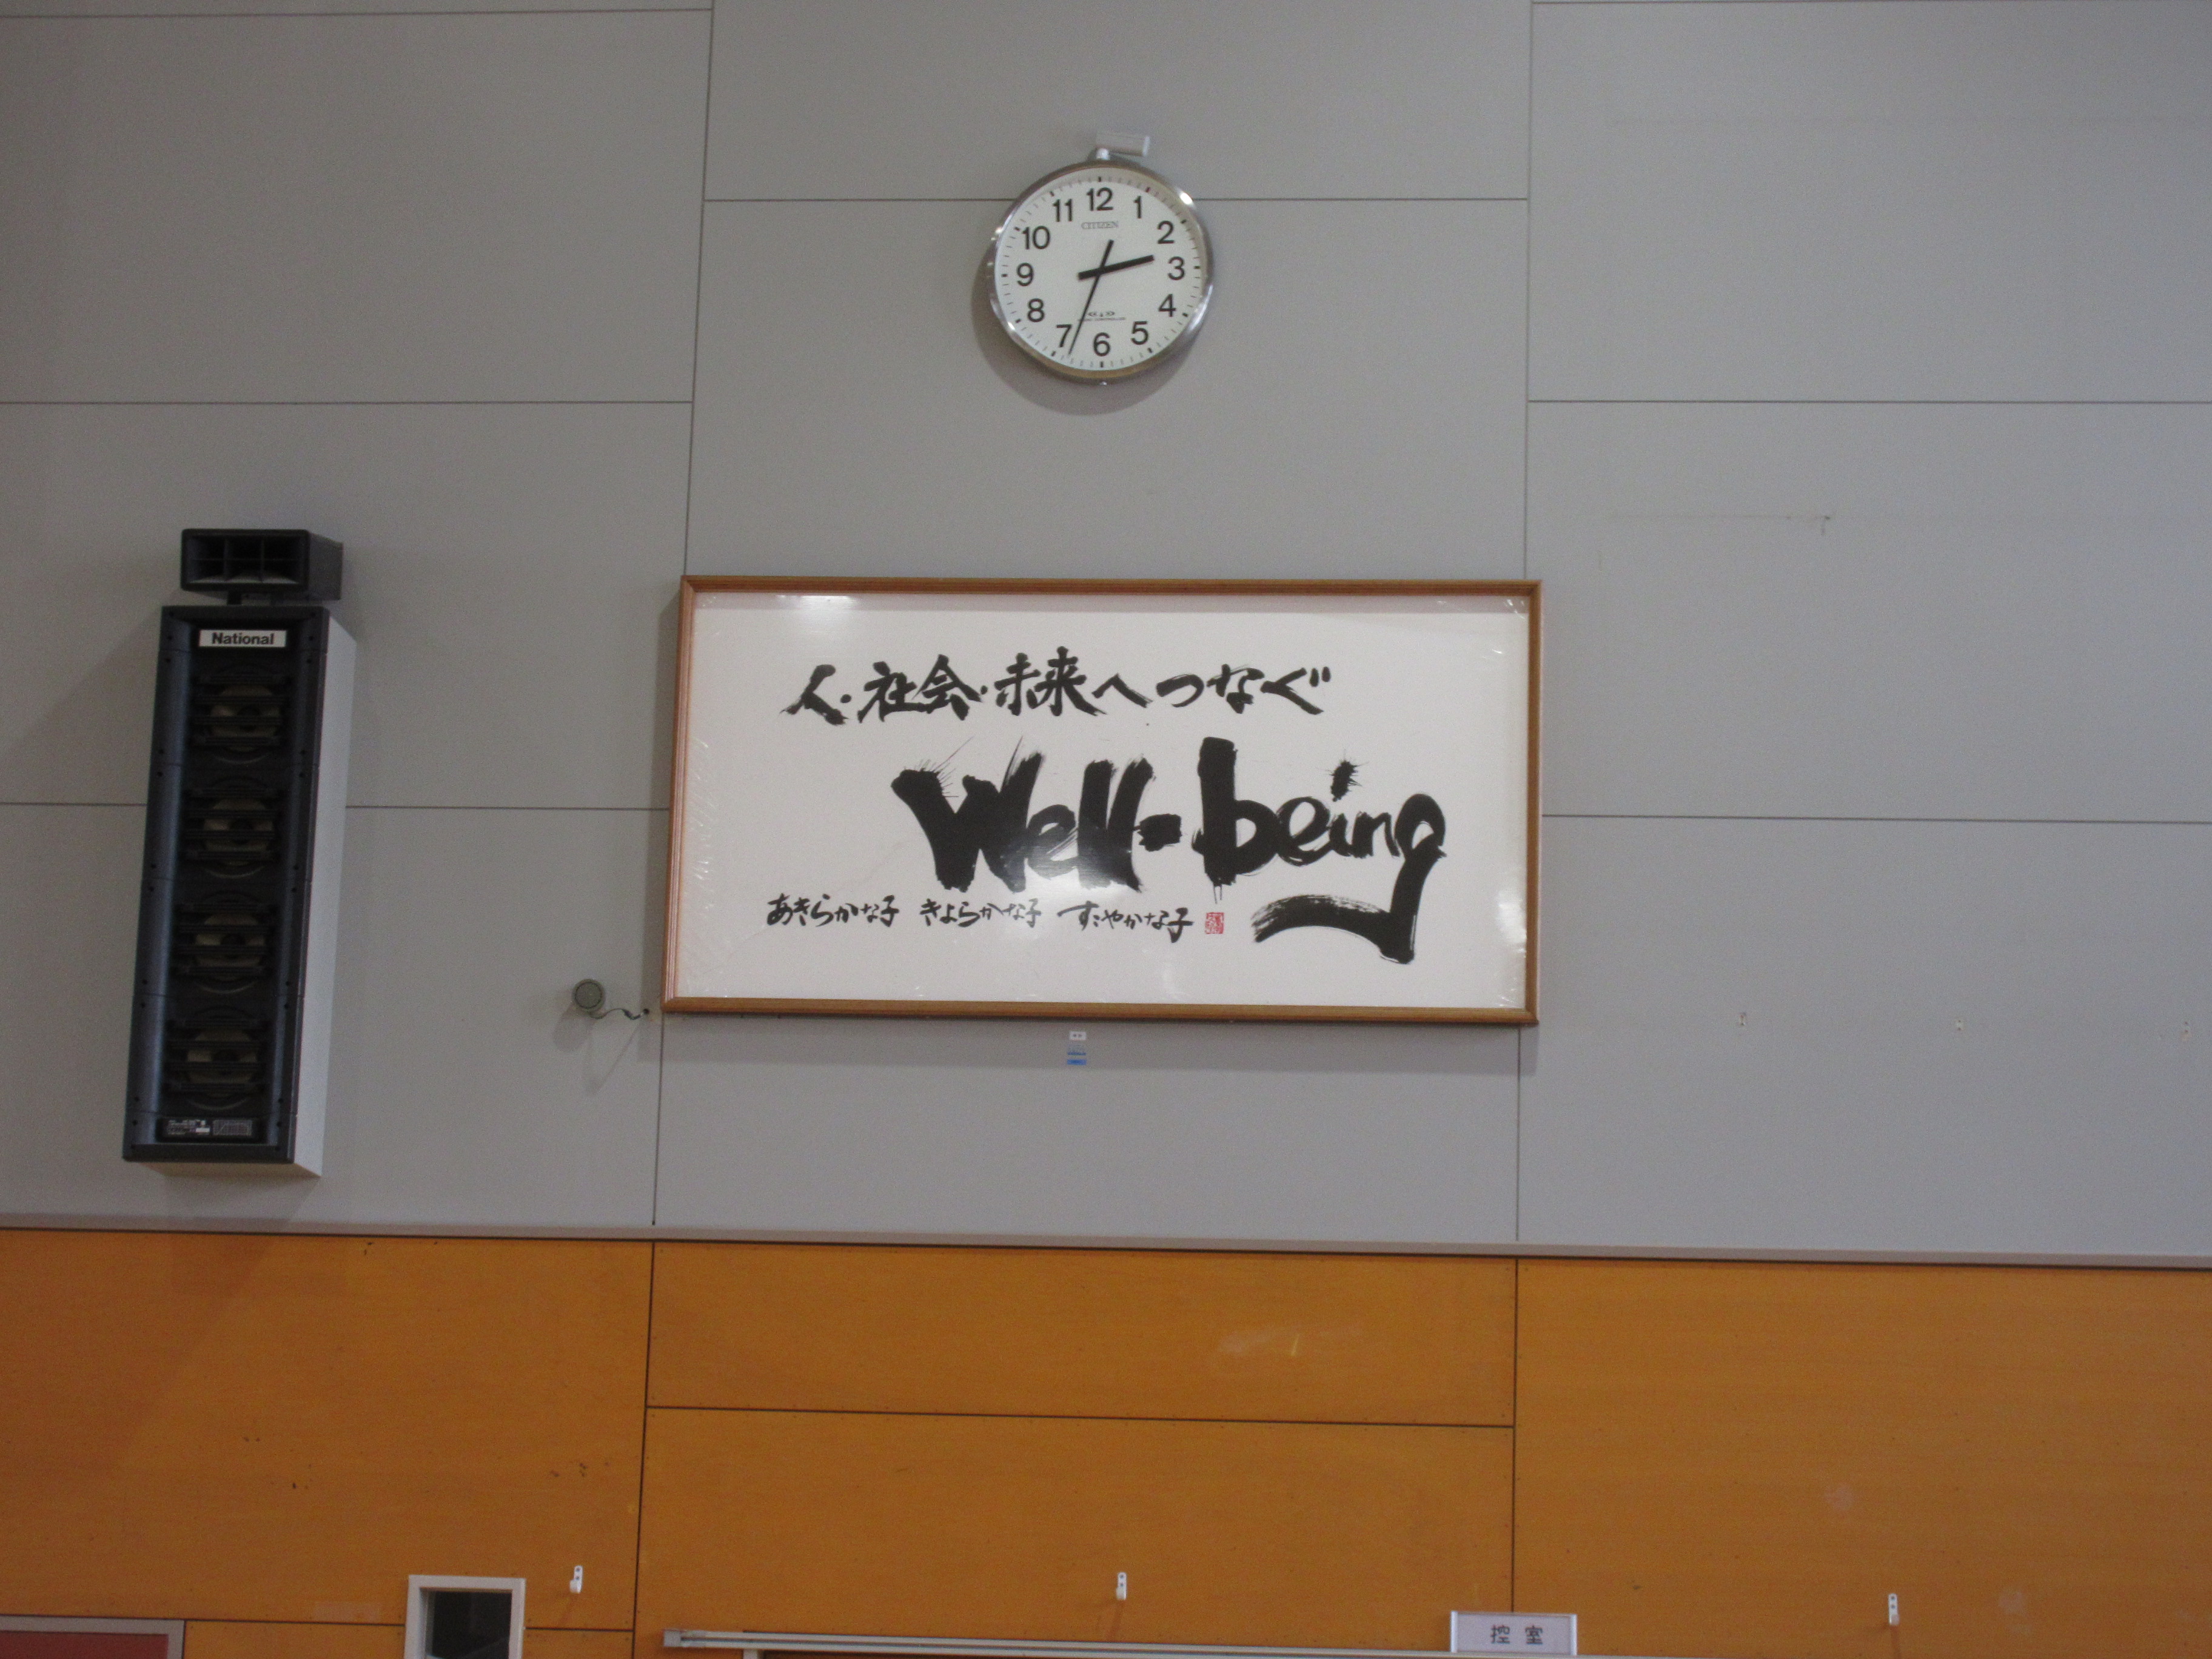 12
1
2
3
4
5
6
7
8
9
10
11
CITIZEN
National
人・社会・未来へつなぐ
Well-being
あきらかな子 きよらかな子 すこやかな子
控室